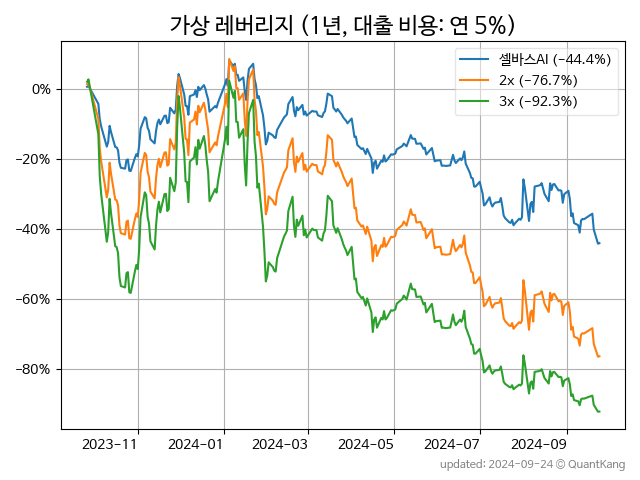 가상 레버리지 (1년, 대출 비용: 연 5%)
셀바스AI (−44.4%)
2x (−76.7%)
3x (−92.3%)
0%
−20%
−40%
−60%
−80%
2023-11
2024-01
2024-03
2024-05
2024-07
2024-09
updated: 2024-09-24 © QuantKang